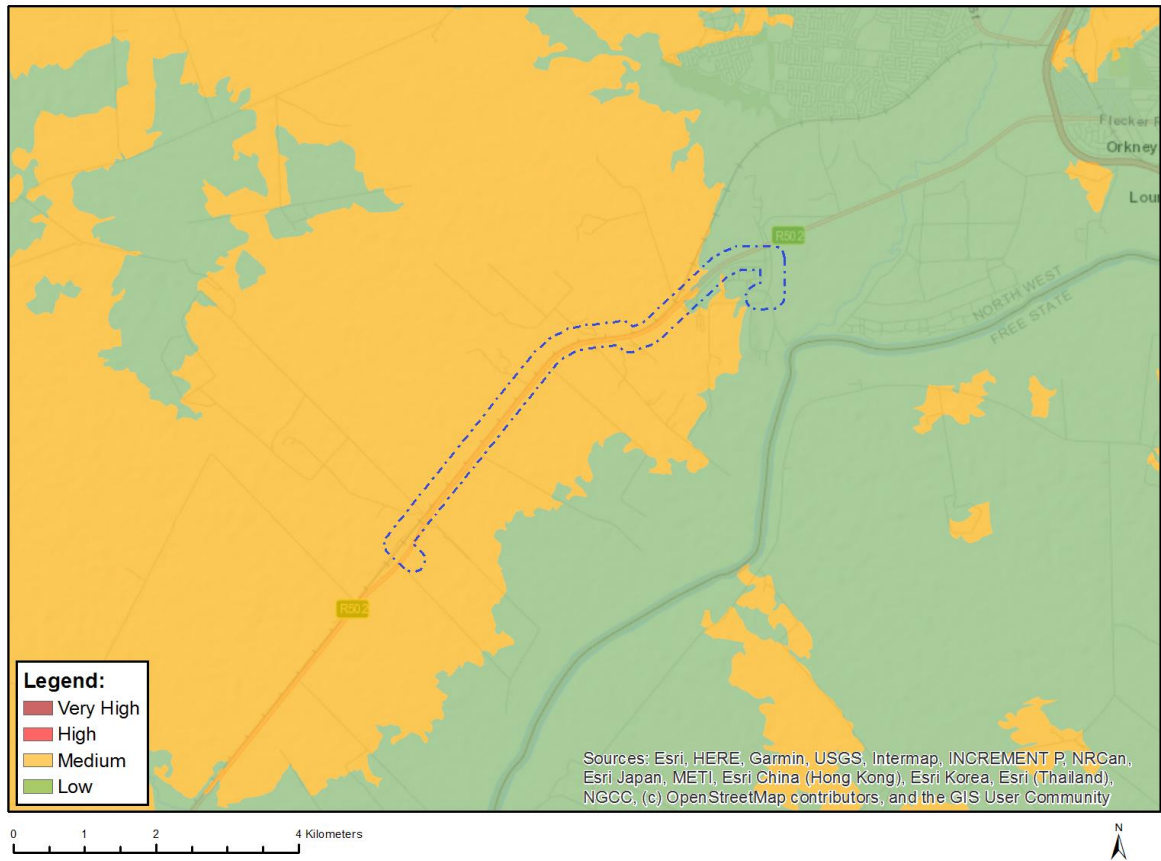 Flecker P
Orkney
Lour
R502
NORTH WEST
FREE STATE
R502
Legend:
Very High
High
Medium
Low
Sources: Esri, HERE, Garmin, USGS, Intermap, INCREMENT P, NRCan,
Esri Japan, METI, Esri China (Hong Kong), Esri Korea, Esri (Thailand),
NGCC, (c) OpenStreetMap contributors, and the GIS User Community
0 1 2 4 Kilometers
N